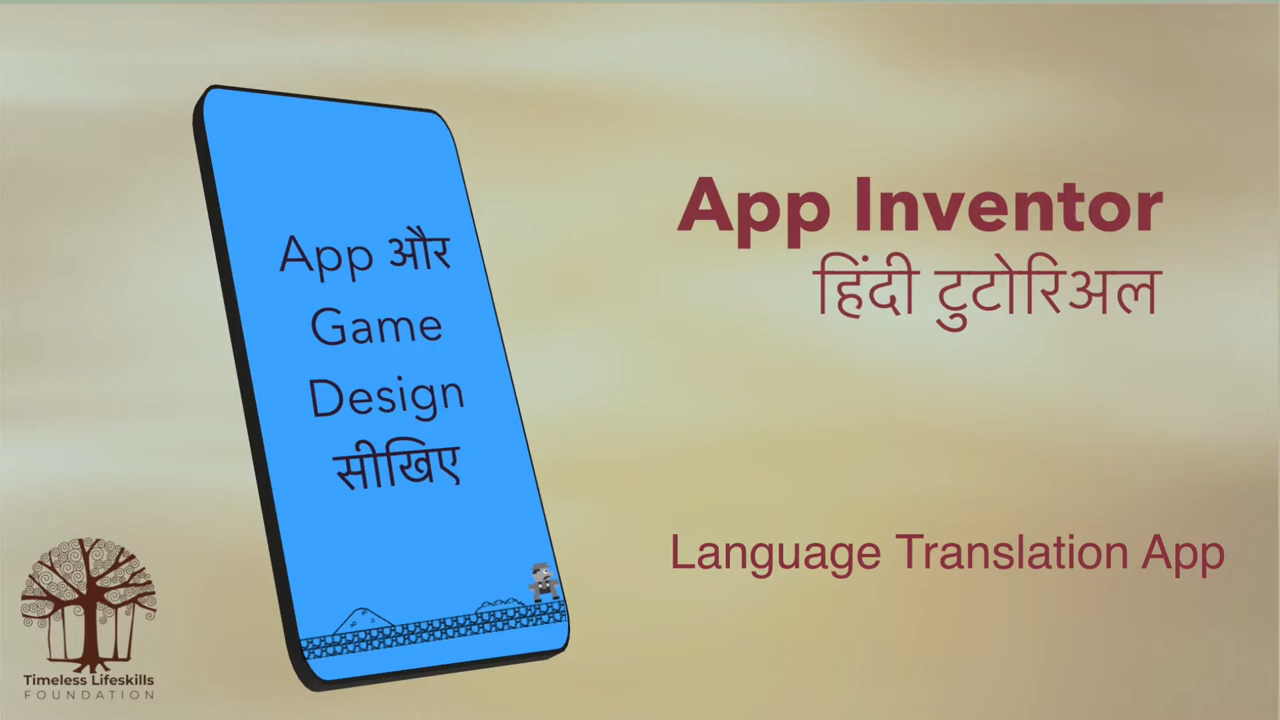 App और
Game
Design
सीखिए
App Inventor
हिंदी टुटोरिअल
Language Translation App
Timeless Lifeskills
FOUNDATION